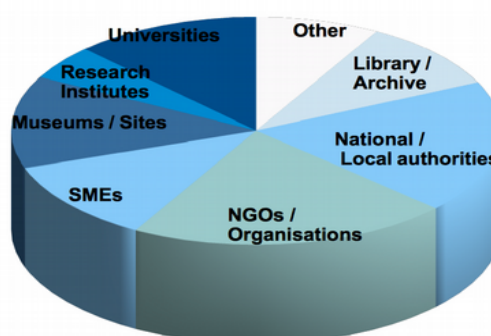 Universities
Other
Research
Institutes
Library /
Archive
Museums / Sites
National /
Local authorities
SMEs
NGOs /
Organisations